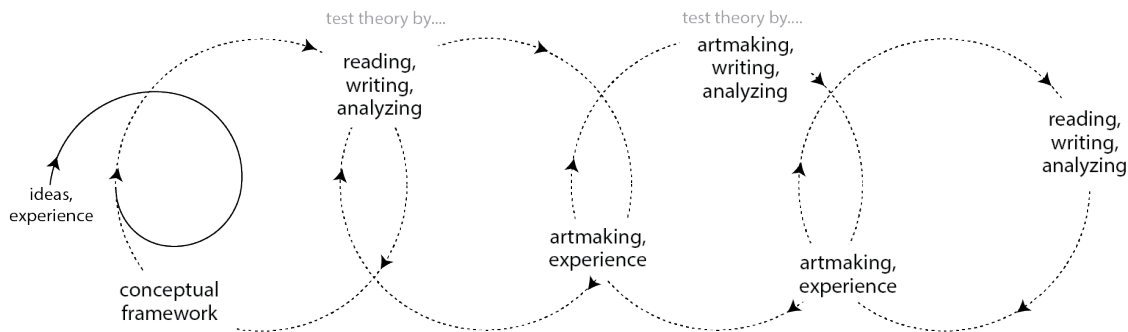 test theory by....
reading,
writing,
analyzing
test theory by....
artmaking,
writing,
analyzing
reading,
writing,
analyzing
ideas,
experience
artmaking,
experience
artmaking,
experience
conceptual
framework